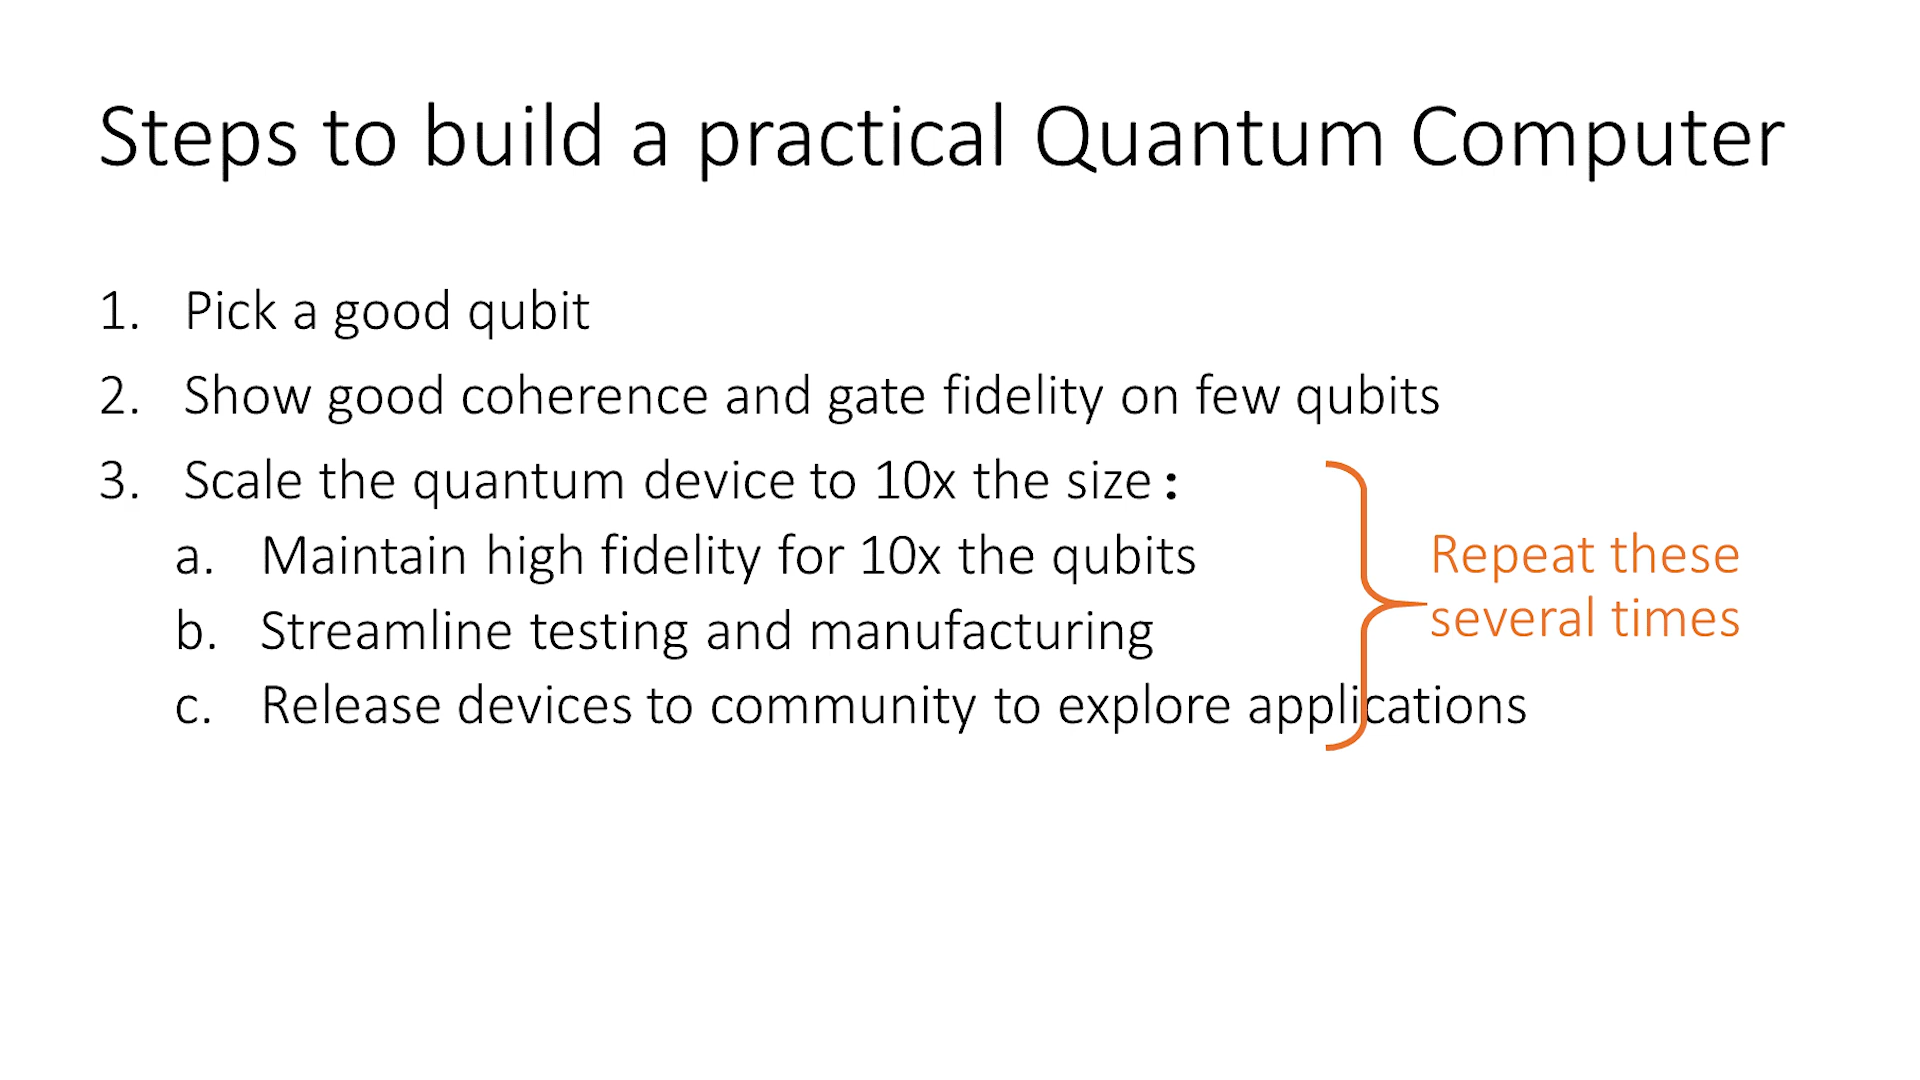 Steps to build a practical Quantum Computer
1. Pick a good qubit
2. Show good coherence and gate fidelity on few qubits
3. Scale the quantum device to 10x the size:
a. Maintain high fidelity for 10x the qubits
b. Streamline testing and manufacturing
c. Release devices to community to explore applications
Repeat these
several times